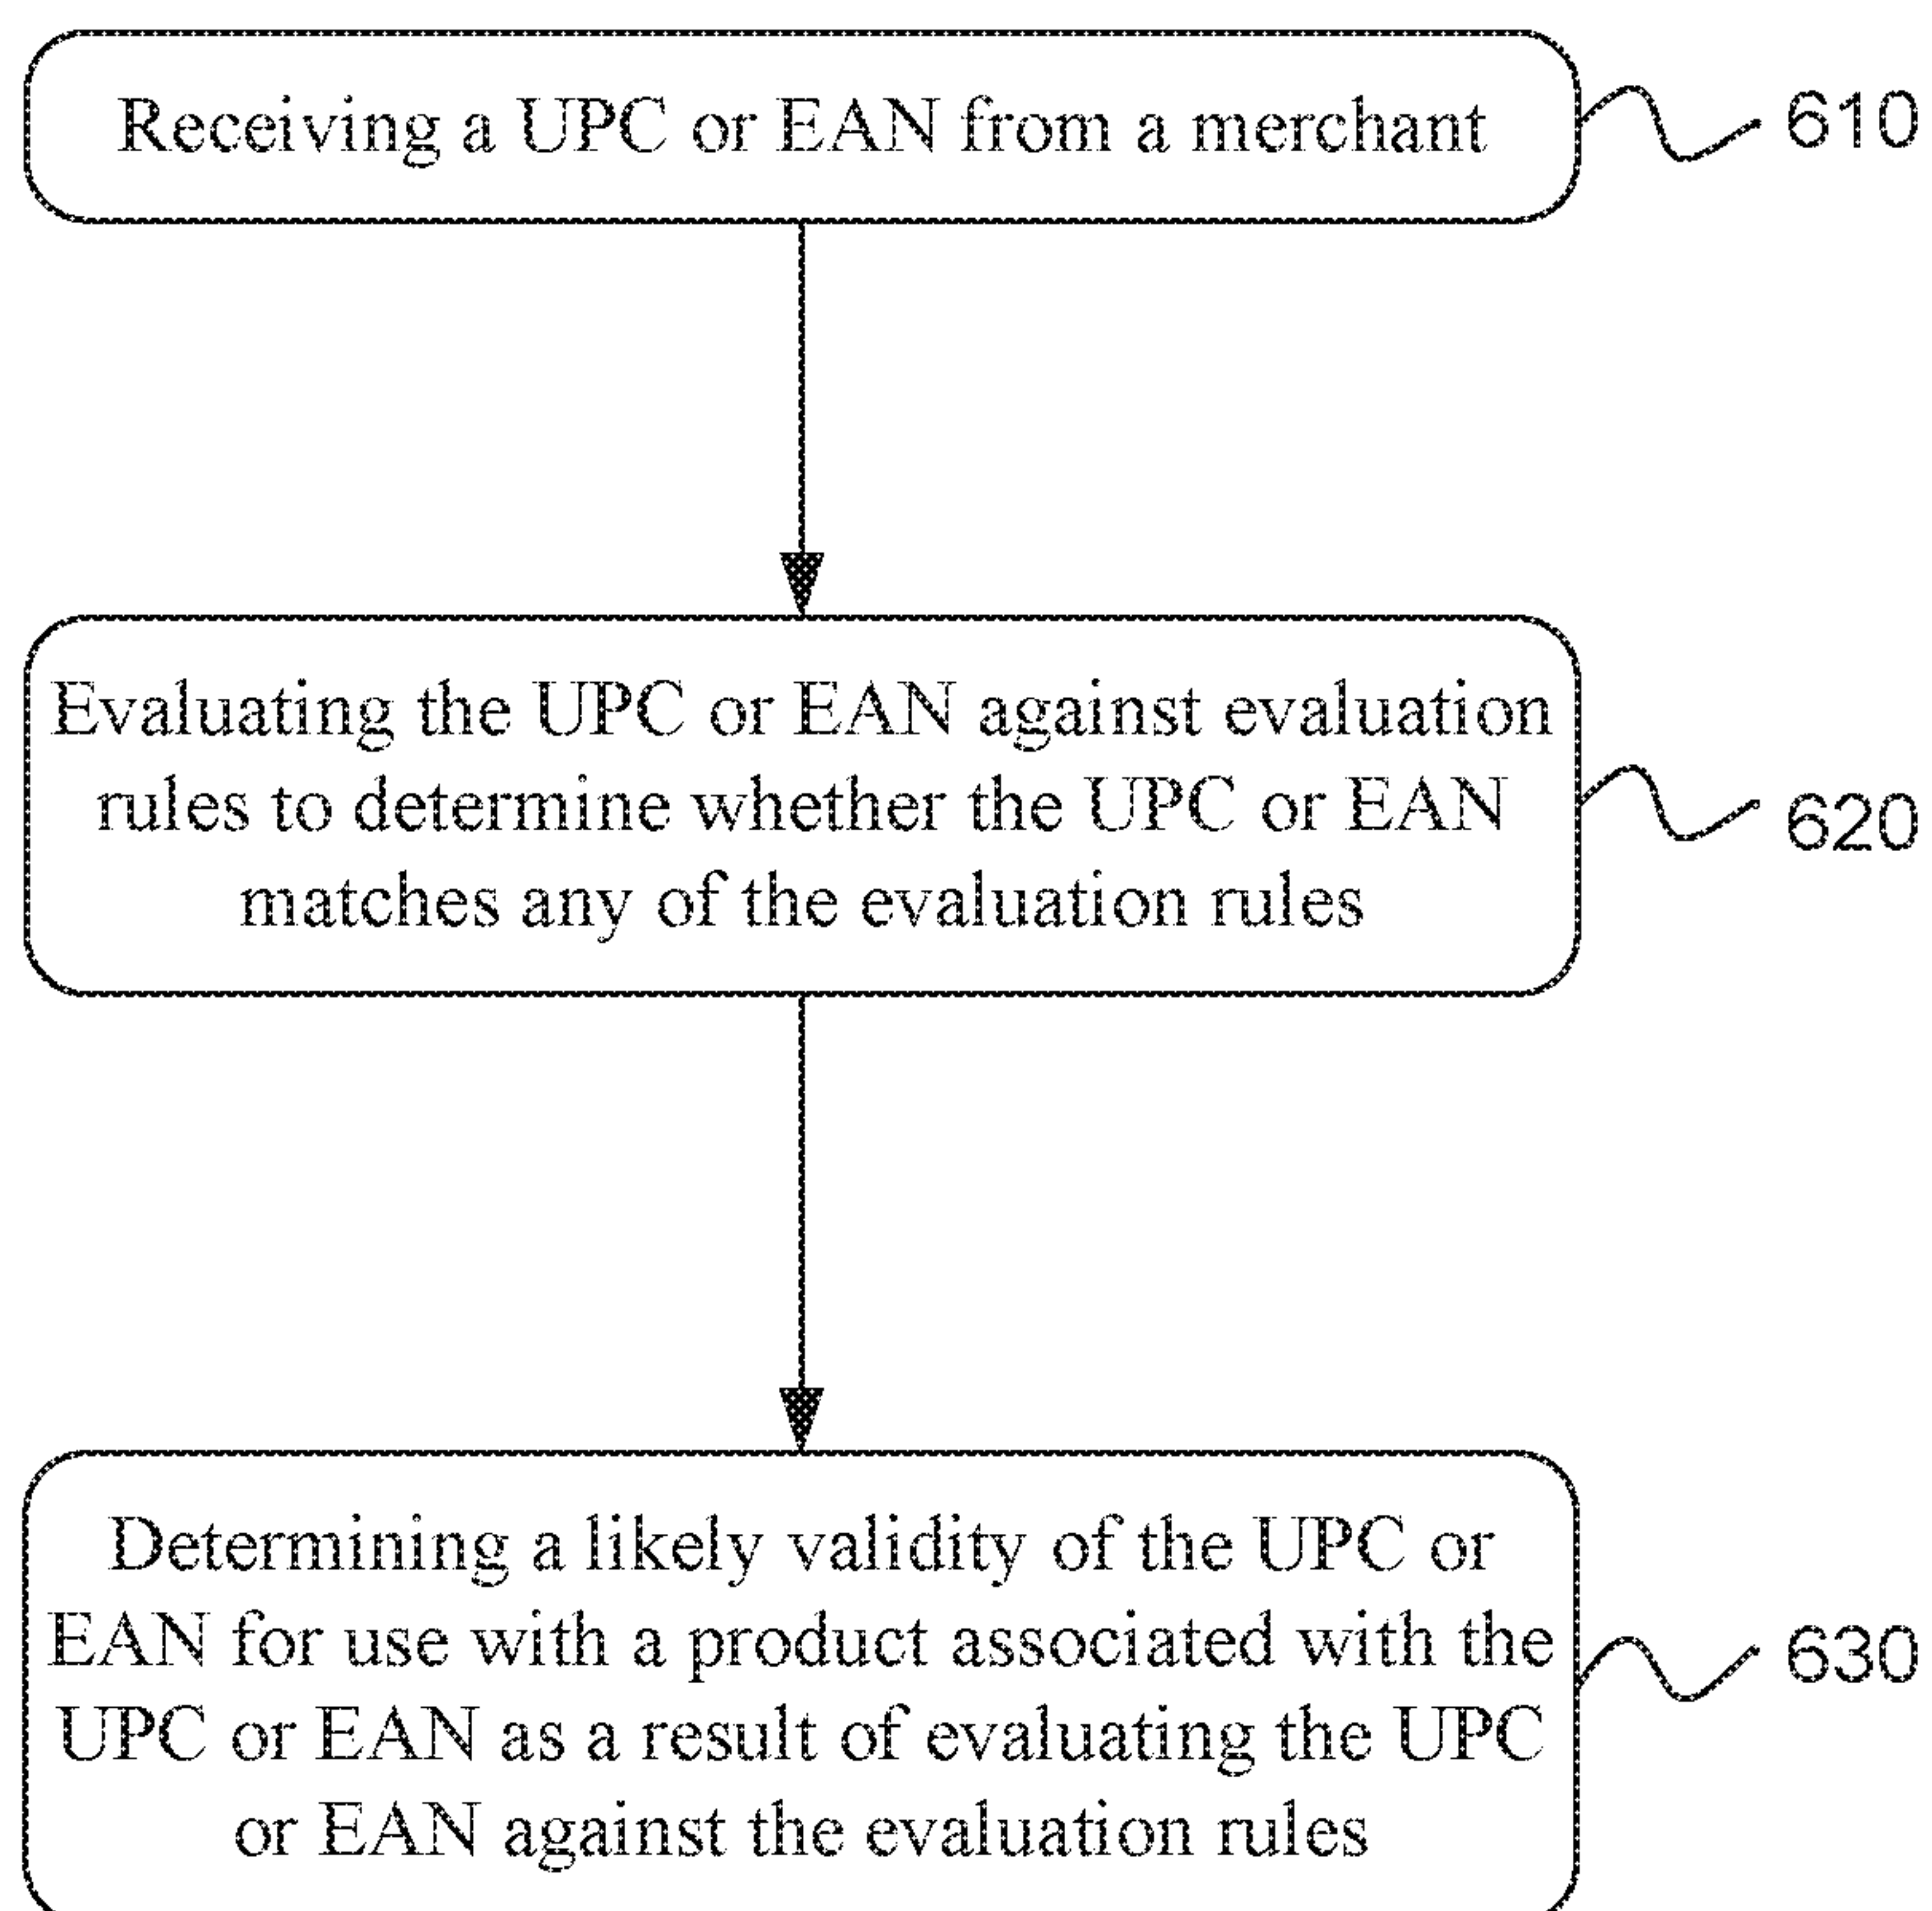 Receiving a UPC or EAN from a merchant
610
Evaluating the UPC or EAN against evaluation
rules to determine whether the UPC or EAN
matches any of the evaluation rules
620
Determining a likely validity of the UPC or
EAN for use with a product associated with the
UPC or EAN as a result of evaluating the UPC
or EAN against the evaluation rules
630